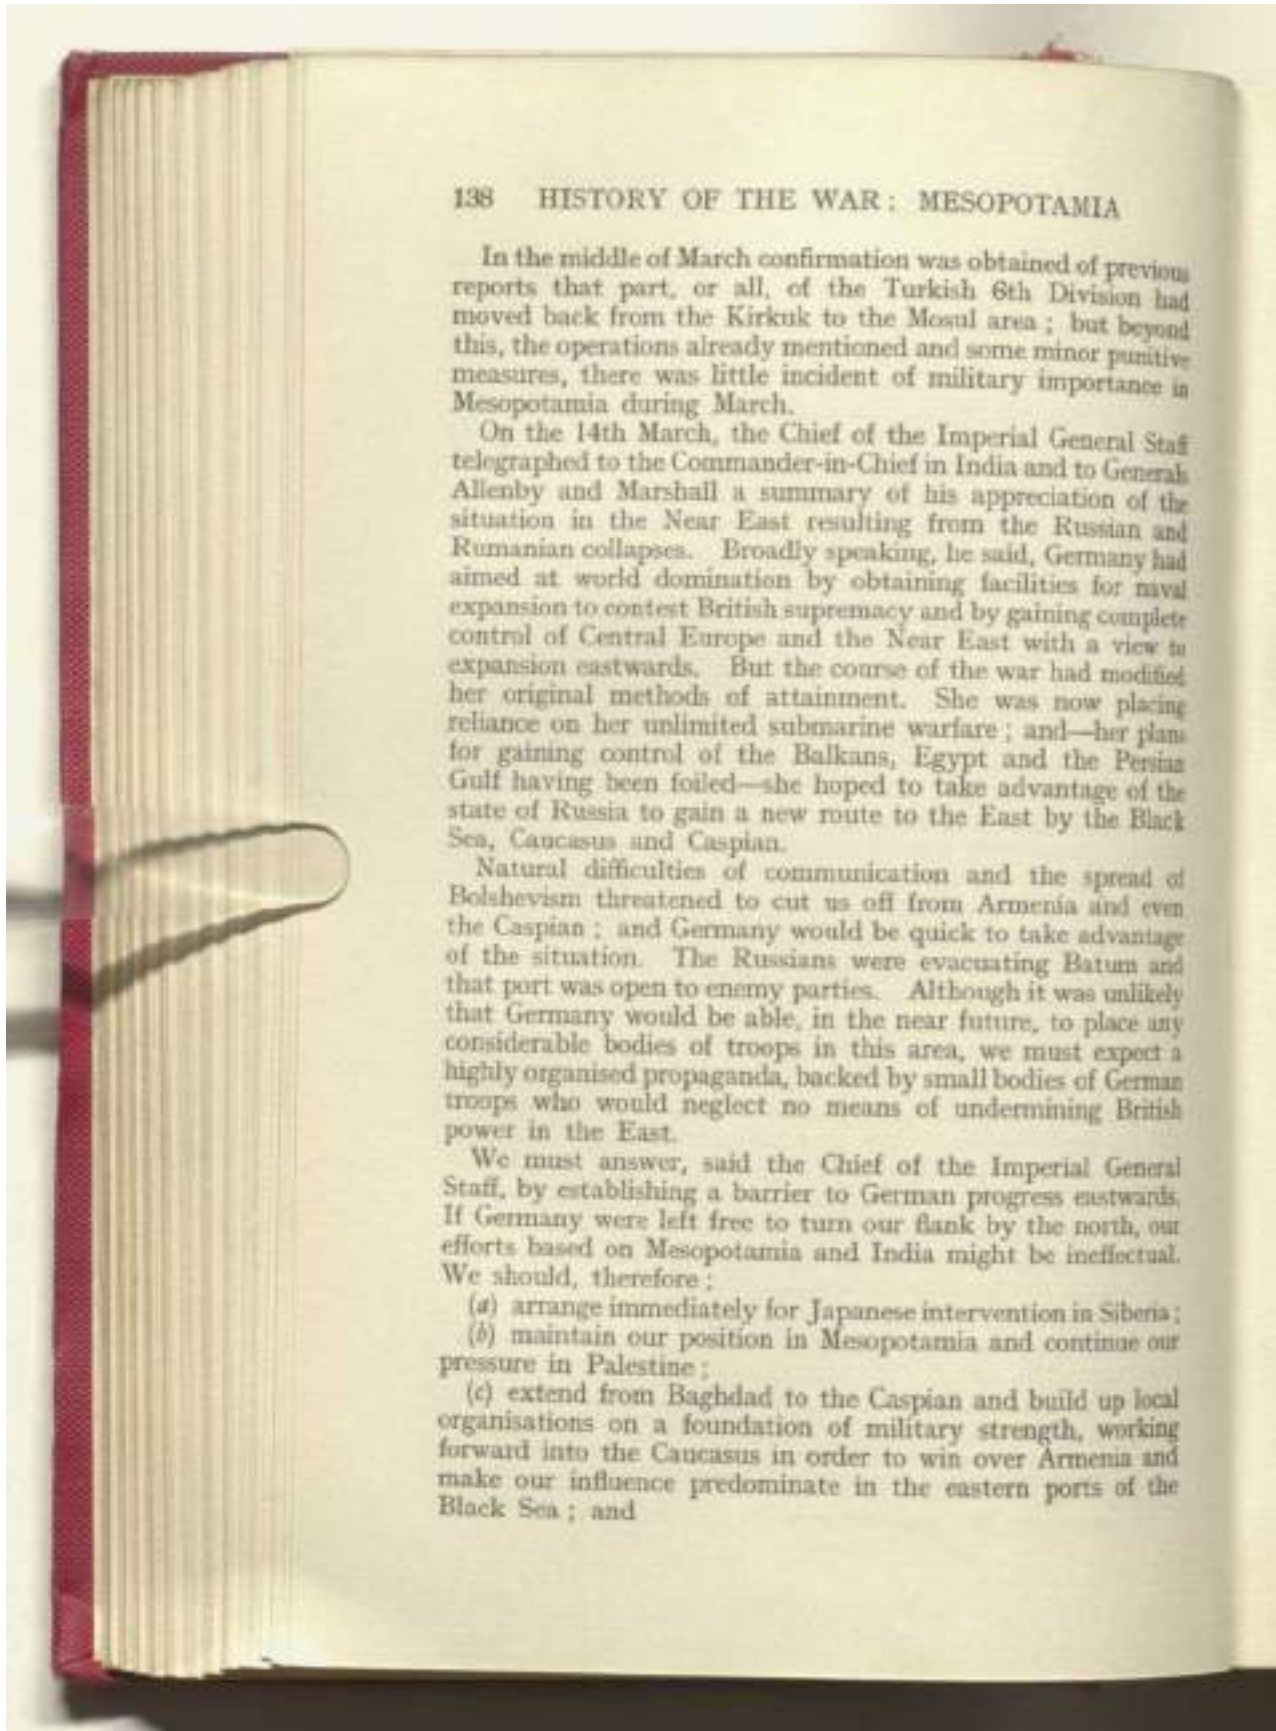 138 HISTORY OF THE WAR: MESOPOTAMIA
In the middle of March confirmation was obtained of previous
reports that part, or all, of the Turkish 6th Division had
moved back from the Kirkuk to the Mosul area ; but beyond
this, the operations already mentioned and some minor punitive
measures, there was little incident of military importance in
Mesopotamia during March.
On the 14th March, the Chief of the Imperial General Staff
telegraphed to the Commander-in-Chief in India and to Generals
Allenby and Marshall a summary of his appreciation of the
situation in the Near East resulting from the Russian and
Rumanian collapses. Broadly speaking, he said, Germany had
aimed at world domination by obtaining facilities for naval
expansion to contest British supremacy and by gaining complete
control of Central Europe and the Near East with a view to
expansion eastwards. But the course of the war had modified
her original methods of attainment. She was now placing
reliance on her unlimited submarine warfare ; and—her plans
for gaining control of the Balkans, Egypt and the Persian
Gulf having been foiled—she hoped to take advantage of the
state of Russia to gain a new route to the East by the Black
Sea, Caucasus and Caspian.
Natural difficulties of communication and the spread of
Bolshevism threatened to cut us off from Armenia and even
the Caspian ; and Germany would be quick to take advantage
of the situation. The Russians were evacuating Batum and
that port was open to enemy parties. Although it was unlikely
that Germany would be able, in the near future, to place any
considerable bodies of troops in this area, we must expect a
highly organised propaganda, backed by small bodies of German
troops who would neglect no means of undermining British
power in the East.
We must answer, said the Chief of the Imperial General
Staff, by establishing a barrier to German progress eastwards.
If Germany were left free to turn our flank by the north, our
efforts based on Mesopotamia and India might be ineffectual.
We should, therefore :
(a) arrange immediately for Japanese intervention in Siberia ;
(b) maintain our position in Mesopotamia and continue our
pressure in Palestine ;
(c) extend from Baghdad to the Caspian and build up local
organisations on a foundation of military strength, working
forward into the Caucasus in order to win over Armenia and
make our influence predominate in the eastern ports of the
Black Sea ; and